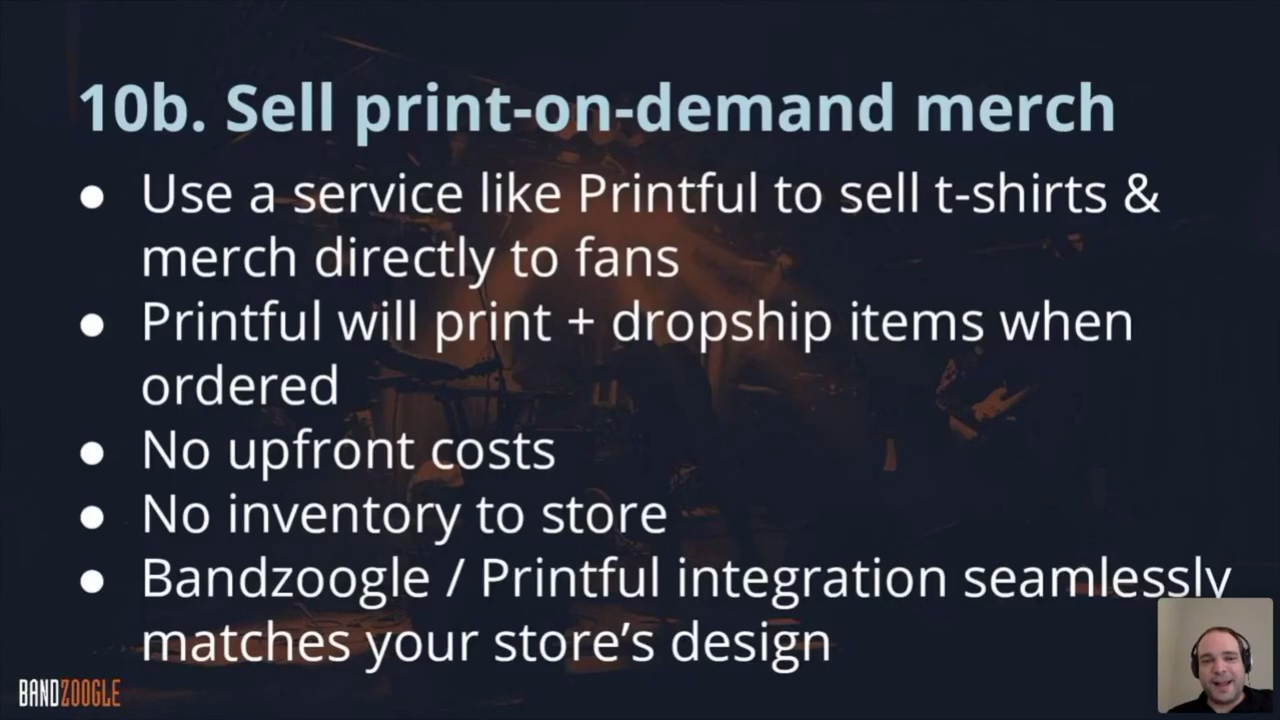 10b. Sell print-on-demand merch
● Use a service like Printful to sell t-shirts &
merch directly to fans
● Printful will print + dropship items when
ordered
● No upfront costs
● No inventory to store
● Bandzoogle / Printful integration seamlessly
matches your store’s design
BANDZOOGLE